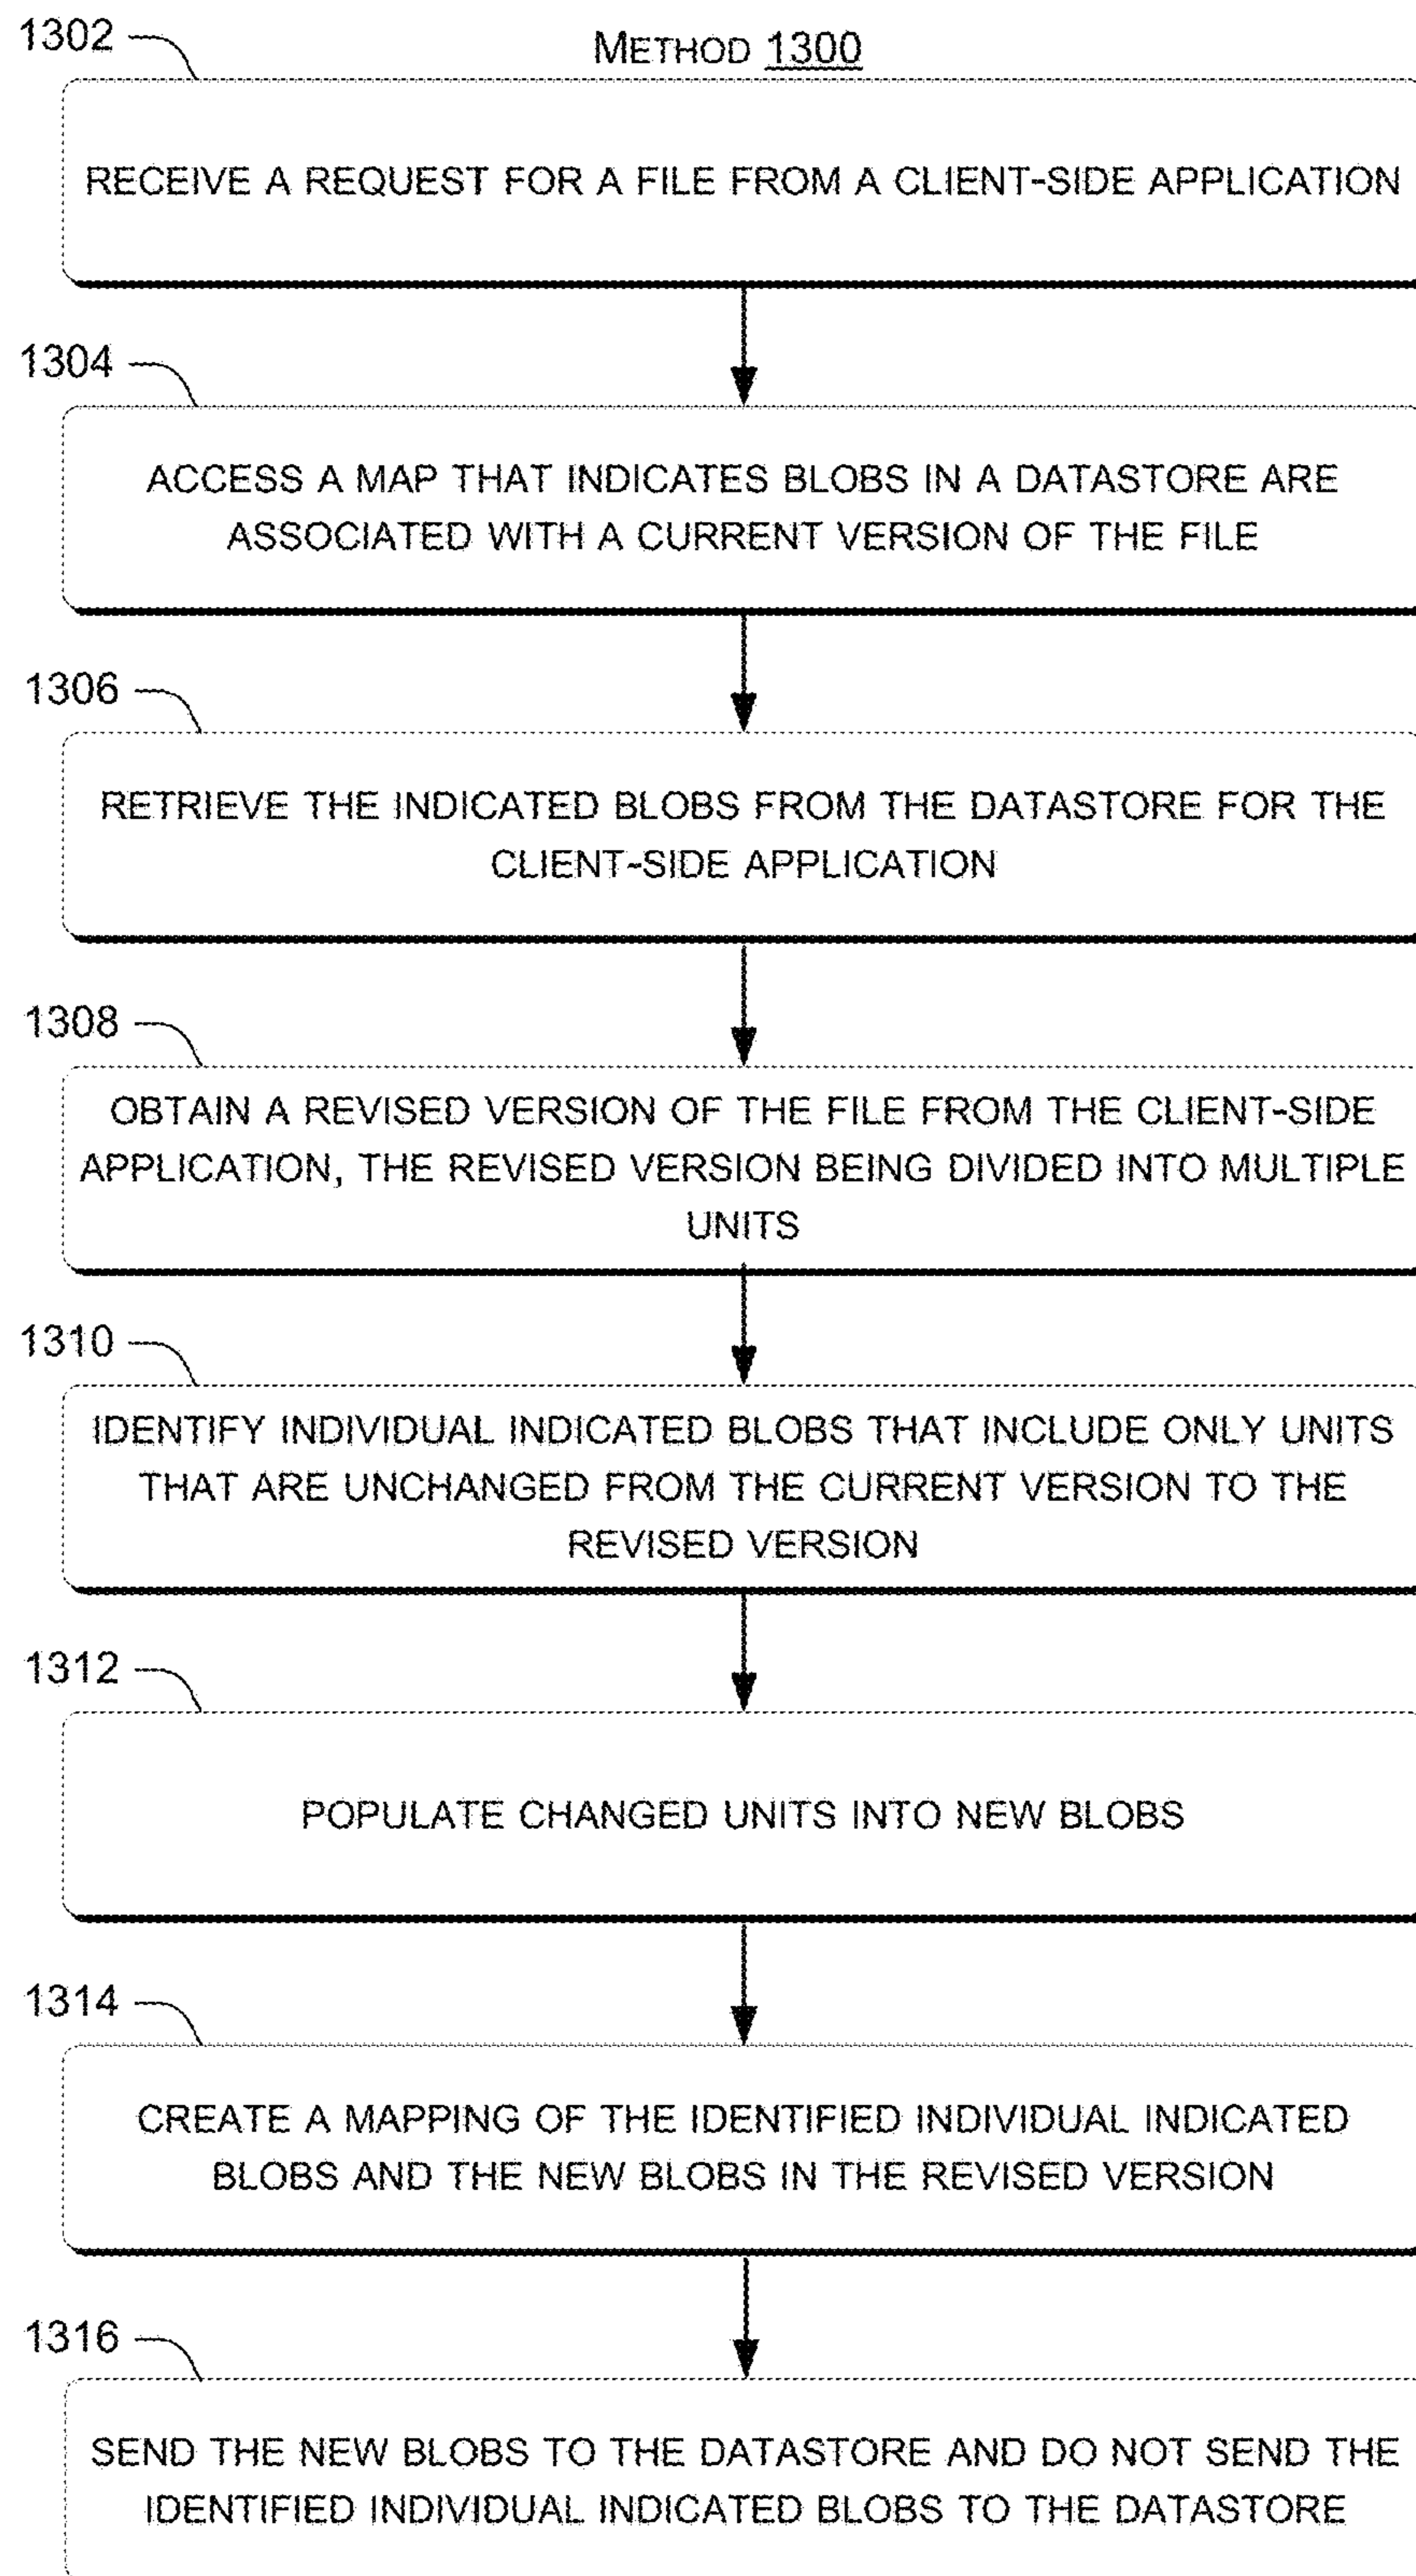 1302
METHOD 1300
RECEIVE A REQUEST FOR A FILE FROM A CLIENT-SIDE APPLICATION
1304
ACCESS A MAP THAT INDICATES BLOBS IN A DATASTORE ARE
ASSOCIATED WITH A CURRENT VERSION OF THE FILE
1306
RETRIEVE THE INDICATED BLOBS FROM THE DATASTORE FOR THE
CLIENT-SIDE APPLICATION
1308
OBTAIN A REVISED VERSION OF THE FILE FROM THE CLIENT-SIDE
APPLICATION, THE REVISED VERSION BEING DIVIDED INTO MULTIPLE
UNITS
1310
IDENTIFY INDIVIDUAL INDICATED BLOBS THAT INCLUDE ONLY UNITS
THAT ARE UNCHANGED FROM THE CURRENT VERSION TO THE
REVISED VERSION
1312
POPULATE CHANGED UNITS INTO NEW BLOBS
1314
CREATE A MAPPING OF THE IDENTIFIED INDIVIDUAL INDICATED
BLOBS AND THE NEW BLOBS IN THE REVISED VERSION
1316
SEND THE NEW BLOBS TO THE DATASTORE AND DO NOT SEND THE
IDENTIFIED INDIVIDUAL INDICATED BLOBS TO THE DATASTORE